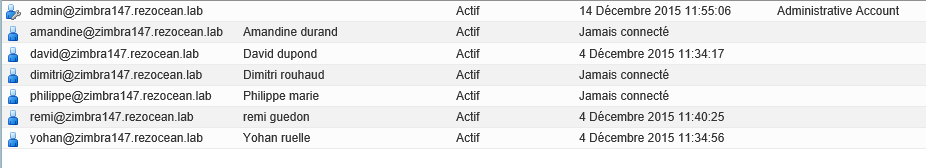 admin@zimbra147.rezocean.lab Actif 14 Décembre 2015 11:55:06 Administrative Account
amandine@zimbra147.rezocean.lab Amandine durand Actif Jamais connecté
david@zimbra147.rezocean.lab David dupond Actif 4 Décembre 2015 11:34:17
dimitri@zimbra147.rezocean.lab Dimitri rouhaud Actif Jamais connecté
philippe@zimbra147.rezocean.lab Philippe marie Actif Jamais connecté
remi@zimbra147.rezocean.lab remi guedon Actif 4 Décembre 2015 11:40:25
yohan@zimbra147.rezocean.lab Yohan ruelle Actif 4 Décembre 2015 11:34:56